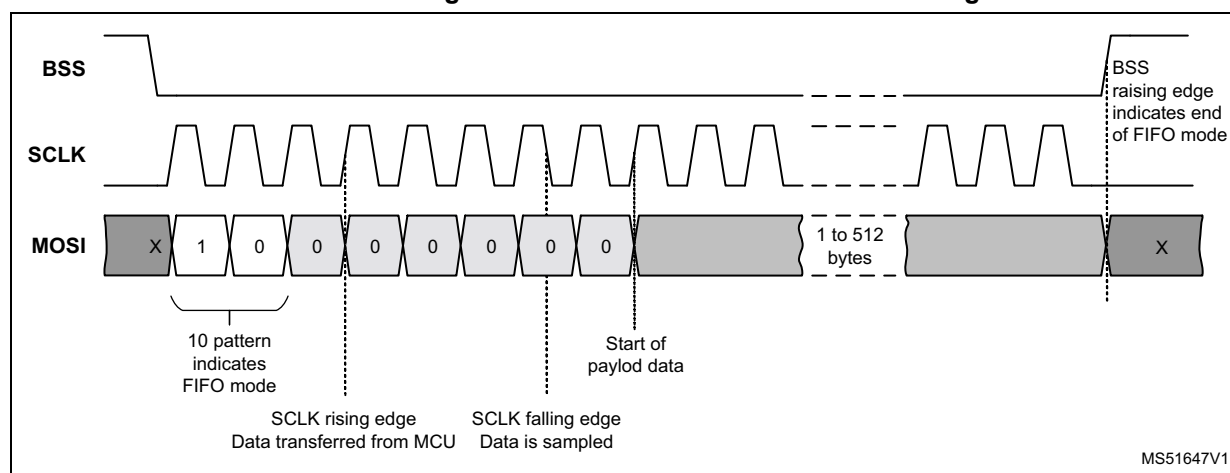 BSS
SCLK
MOSI
X 1 0 0 0 0 0 0 0
1 to 512
bytes
X
BSS
raising edge
indicates end
of FIFO mode
10 pattern
indicates
FIFO mode
SCLK rising edge
Data transferred from MCU
SCLK falling edge
Data is sampled
Start of
paylod data
MS51647V1